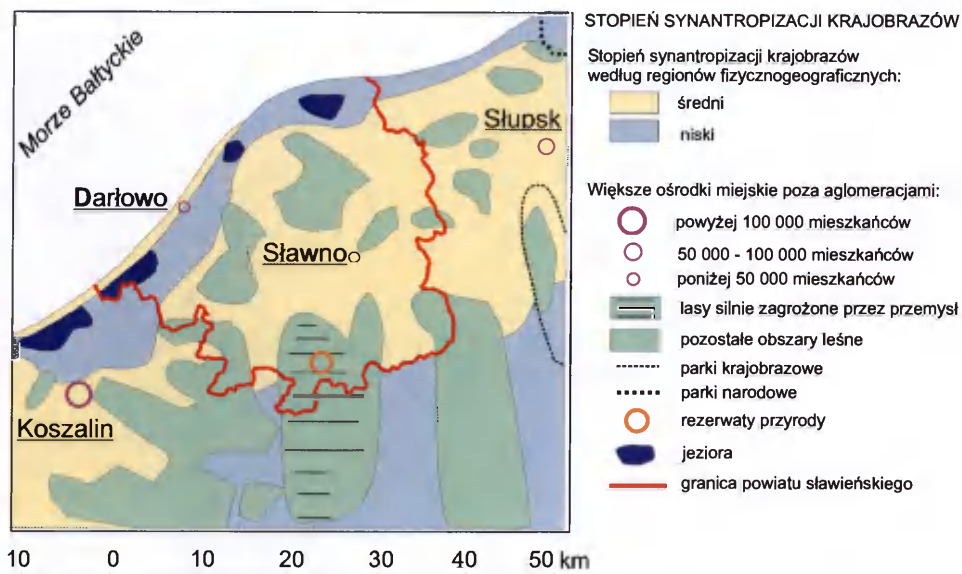 STOPIEŃ SYNANTROPIZACJI KRAJOBRAZÓW
Stopień synantropizacji krajobrazów
według regionów fizycznogeograficznych:
średni
niski
Większe ośrodki miejskie poza aglomeracjami:
powyżej 100 000 mieszkańców
50 000 - 100 000 mieszkańców
poniżej 50 000 mieszkańców
lasy silnie zagrożone przez przemysł
pozostałe obszary leśne
parki krajobrazowe
parki narodowe
rezerwaty przyrody
jeziora
granica powiatu sławieńskiego
Morze Bałtyckie
Słupsk
Darłowo
Sławno
Koszalin
10 0 10 20 30 40 50 km